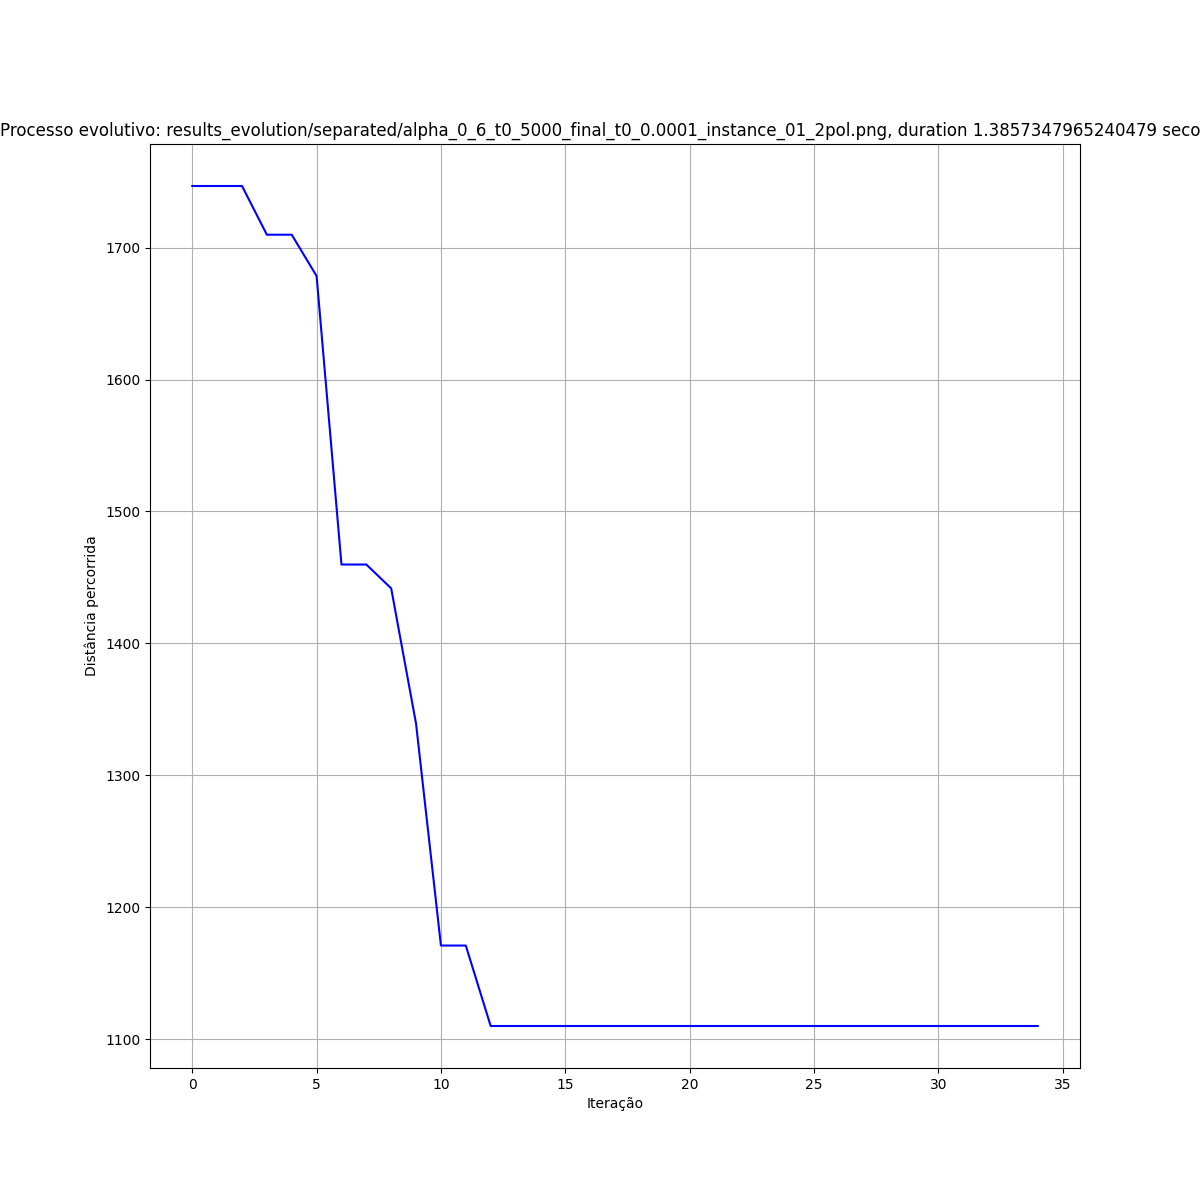 Processo evolutivo: results_evolution/separated/alpha_0_6_t0_5000_final_t0_0.0001_instance_01_2pol.png, duration 1.3857347965240479 seco
1700
1600
1500
1400
1300
1200
1100
Distância percorrida
0 5 10 15 20 25 30 35
Iteração